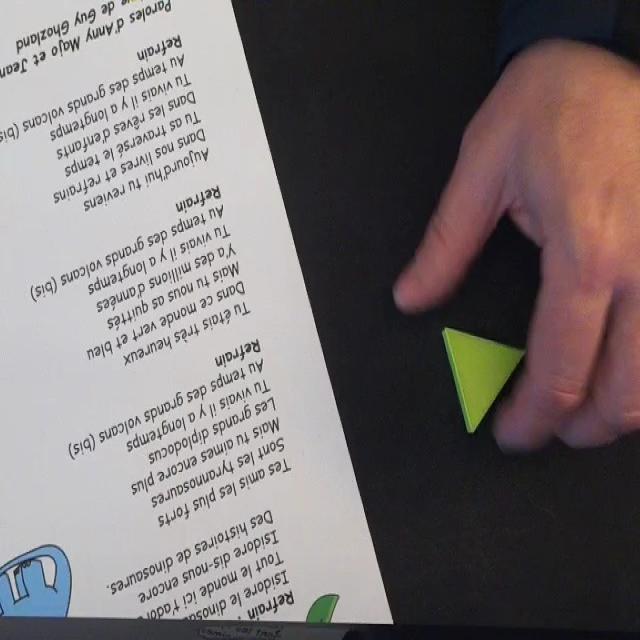 Refrain
Isidore le dinosau
Tout le monde ici t'ador
Isidore dis-nous encore
Des histoires de dinosaures.
Tes amis les plus forts
Sont les tyrannosaures
Mais tu aimes encore plus
Les grands diplodocus
Tu vivais il y a longtemps
Au temps des grands volcans (bis)
Refrain
Tu étais très heureux
Dans ce monde vert et bleu
Mais tu nous as quittés
Y'a des millions d'années
Tu vivais il y a longtemps
Au temps des grands volcans (bis)
Refrain
Aujourd'hui tu reviens
Dans nos livres et refrains
Tu as traversé le temps
Dans les rêves d'enfants
Tu vivais il y a longtemps
Au temps des grands volcans (bis
Refrain
Paroles d'Anny Majo et Jean
que de Guy Ghozland